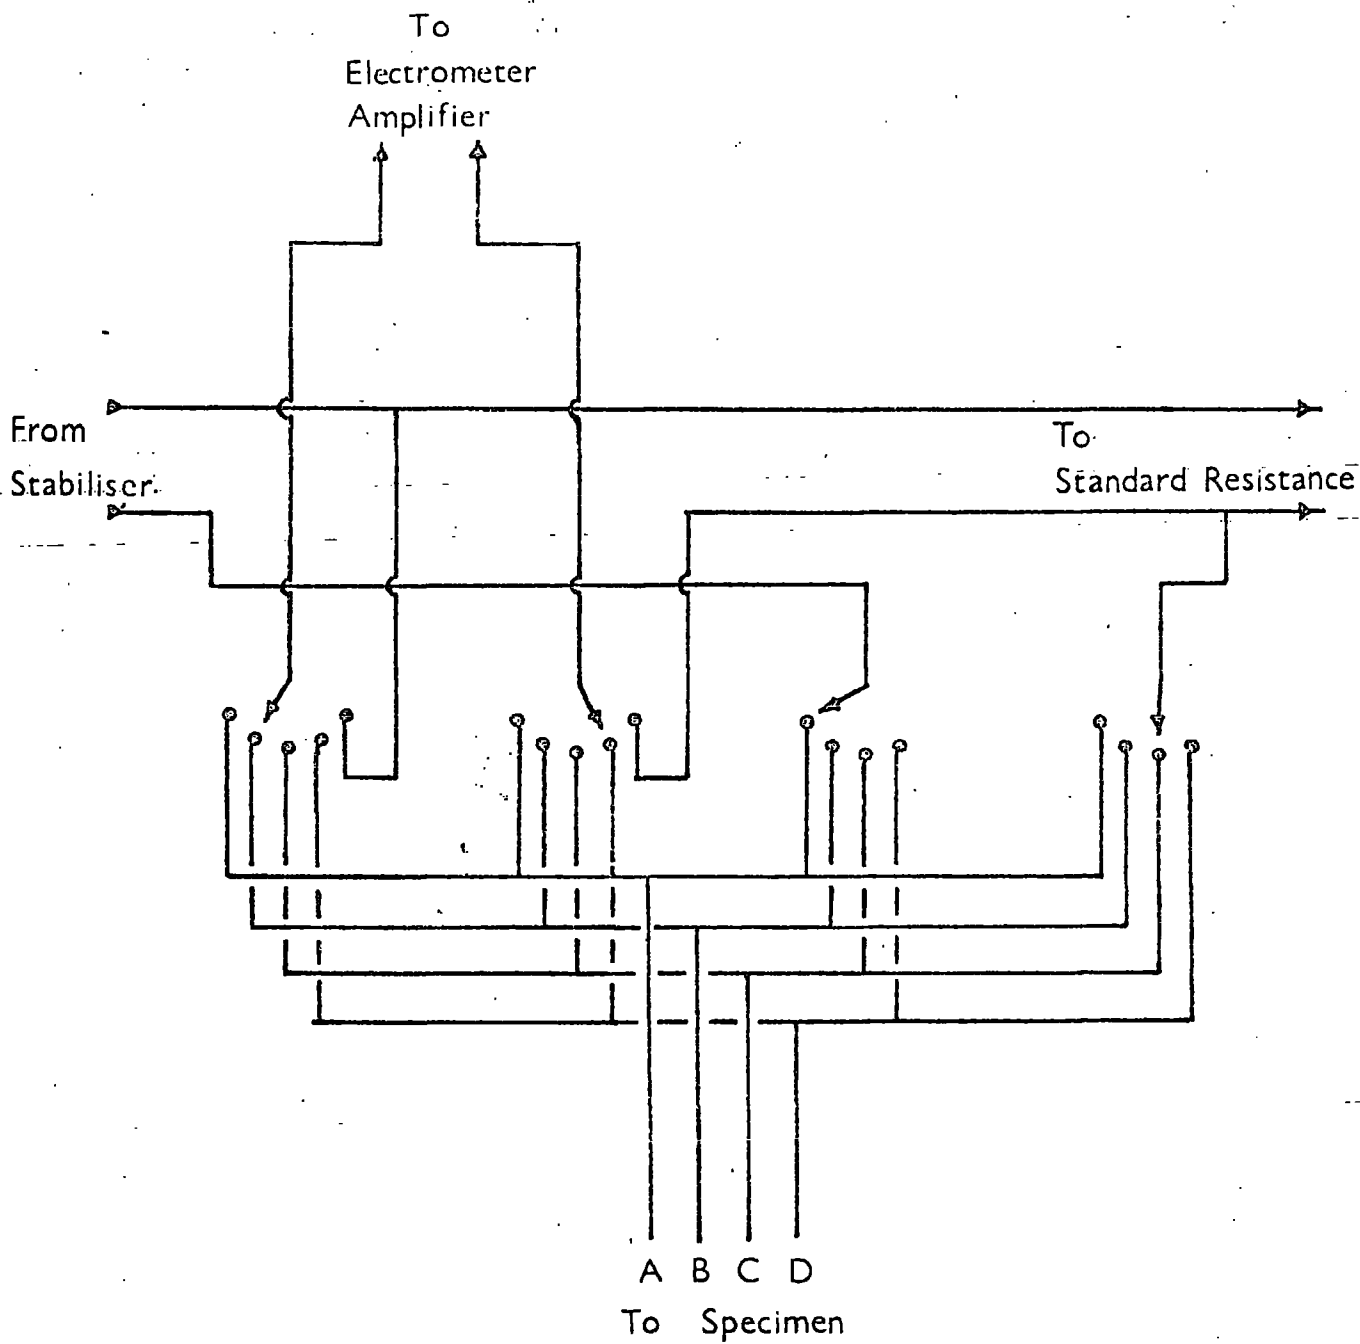 To
Electrometer
Amplifier
From
Stabiliser.
To
Standard Resistance
A B C D
To Specimen